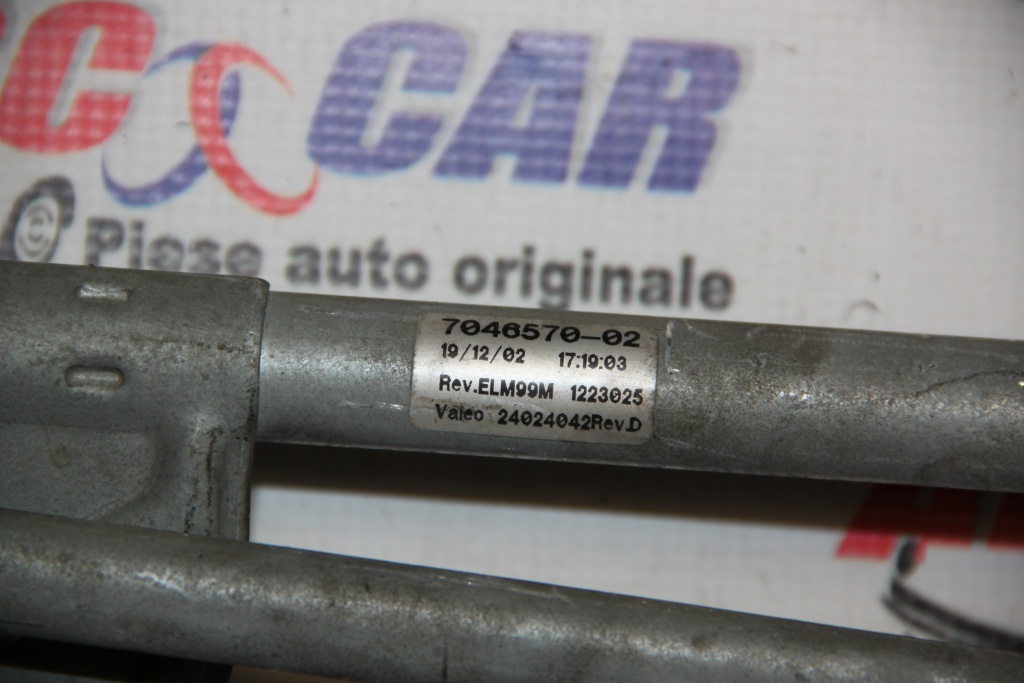 CAR
Piese auto originale
7046570-02
19/12/02 17:19:03
Rev.ELM99M 1223025
Valeo 24024042Rev.D